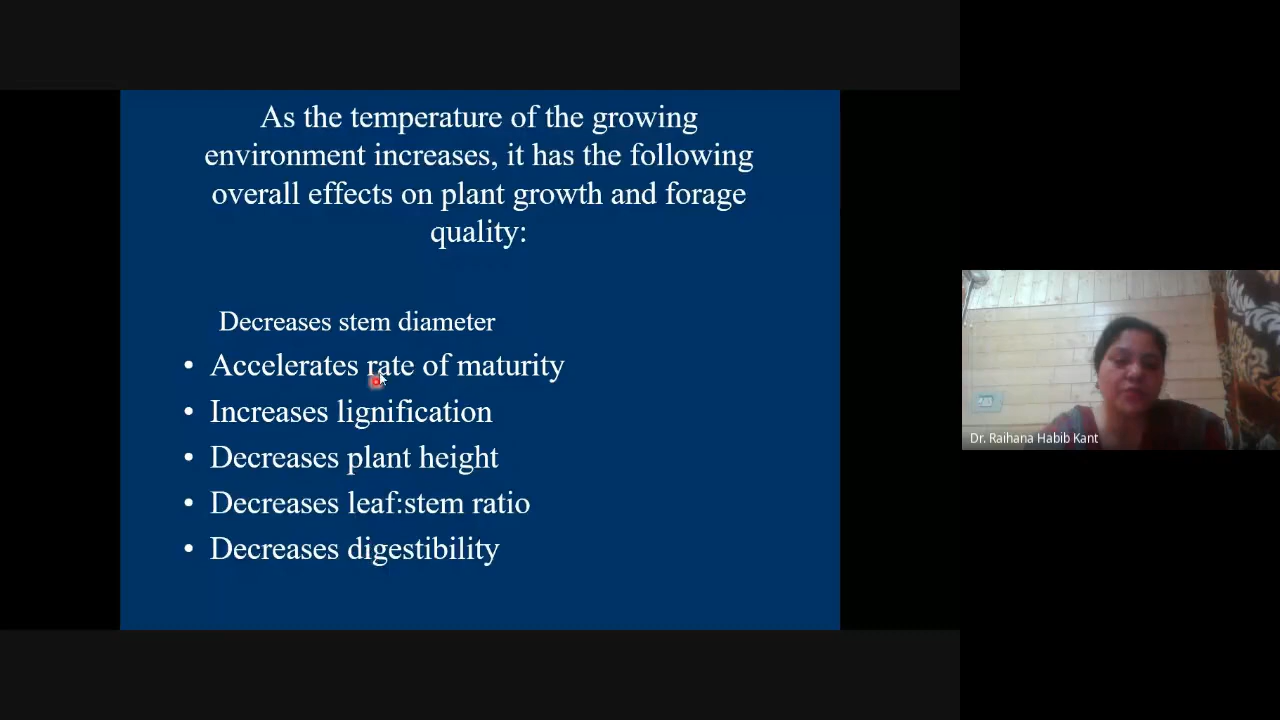 As the temperature of the growing
environment increases, it has the following
overall effects on plant growth and forage
quality:
Decreases stem diameter
• Accelerates rate of maturity
• Increases lignification
• Decreases plant height
• Decreases leaf:stem ratio
• Decreases digestibility
Dr. Raihana Habib Kant